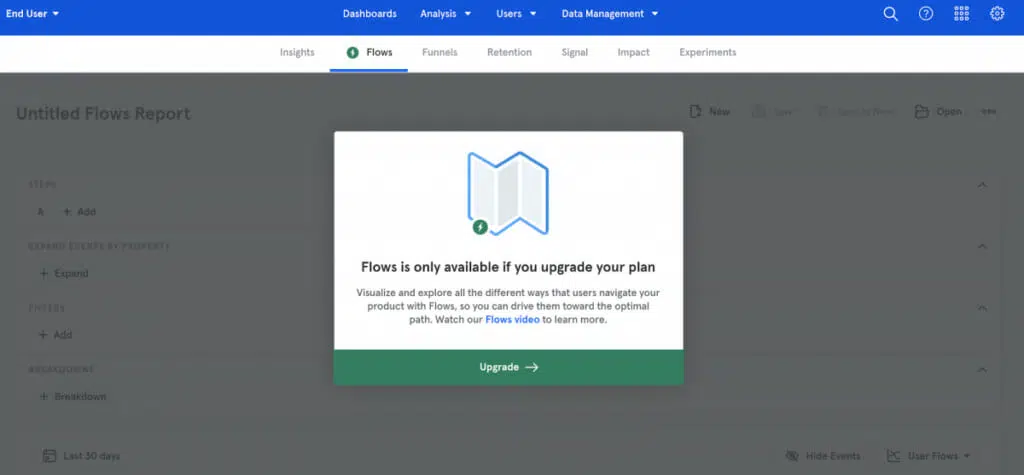 End User
Dashboards Analysis Users Data Management
Insights Flows Funnels Retention Signal Impact Experiments
Untitled Flows Report
New Save Save as New Open
STEPS
A + Add
EXPAND EVENTS BY PROPERTY
+ Expand
FILTERS
+ Add
BREAKDOWNS
+ Breakdown
Flows is only available if you upgrade your plan
Visualize and explore all the different ways that users navigate your
product with Flows, so you can drive them toward the optimal
path. Watch our Flows video to learn more.
Upgrade →
Last 30 days Hide Events User Flows